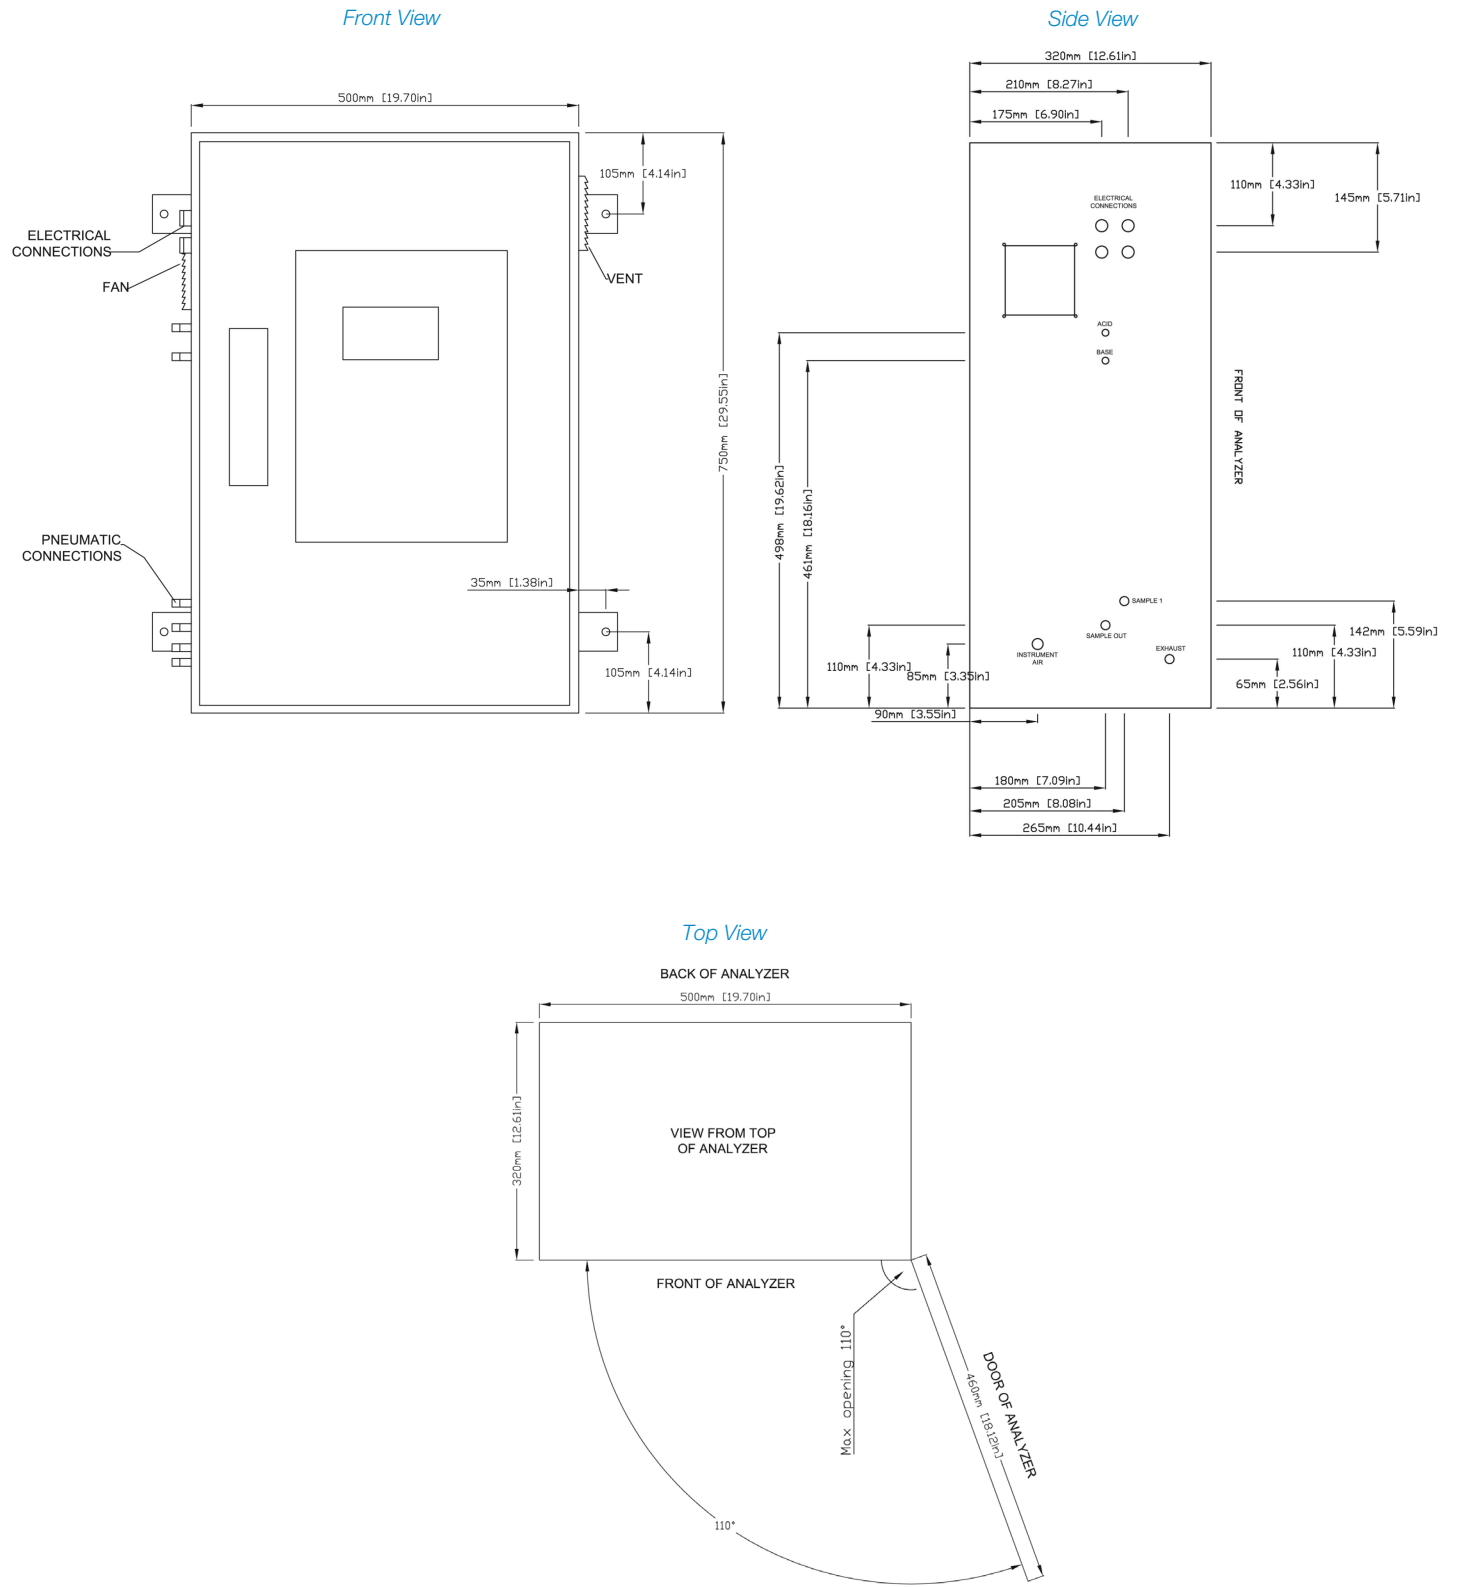 Front View
500mm [19.70in]
105mm [4.14in]
ELECTRICAL
CONNECTIONS
FAN
VENT
750mm [29.55in]
PNEUMATIC
CONNECTIONS
35mm [1.38in]
105mm [4.14in]
Side View
320mm [12.61in]
210mm [8.27in]
175mm [6.90in]
110mm [4.33in]
145mm [5.71in]
ELECTRICAL
CONNECTIONS
ACID
BASE
FRONT OF ANALYZER
498mm [19.62in]
461mm [18.16in]
SAMPLE 1
SAMPLE OUT
INSTRUMENT
AIR
EXHAUST
142mm [5.59in]
110mm [4.33in]
65mm [2.56in]
110mm [4.33in]
85mm [3.35in]
90mm [3.55in]
180mm [7.09in]
205mm [8.08in]
265mm [10.44in]
Top View
BACK OF ANALYZER
500mm [19.70in]
320mm [12.61in]
VIEW FROM TOP
OF ANALYZER
FRONT OF ANALYZER
Max opening 110°
DOOR OF ANALYZER
460mm [18.12in]
110°